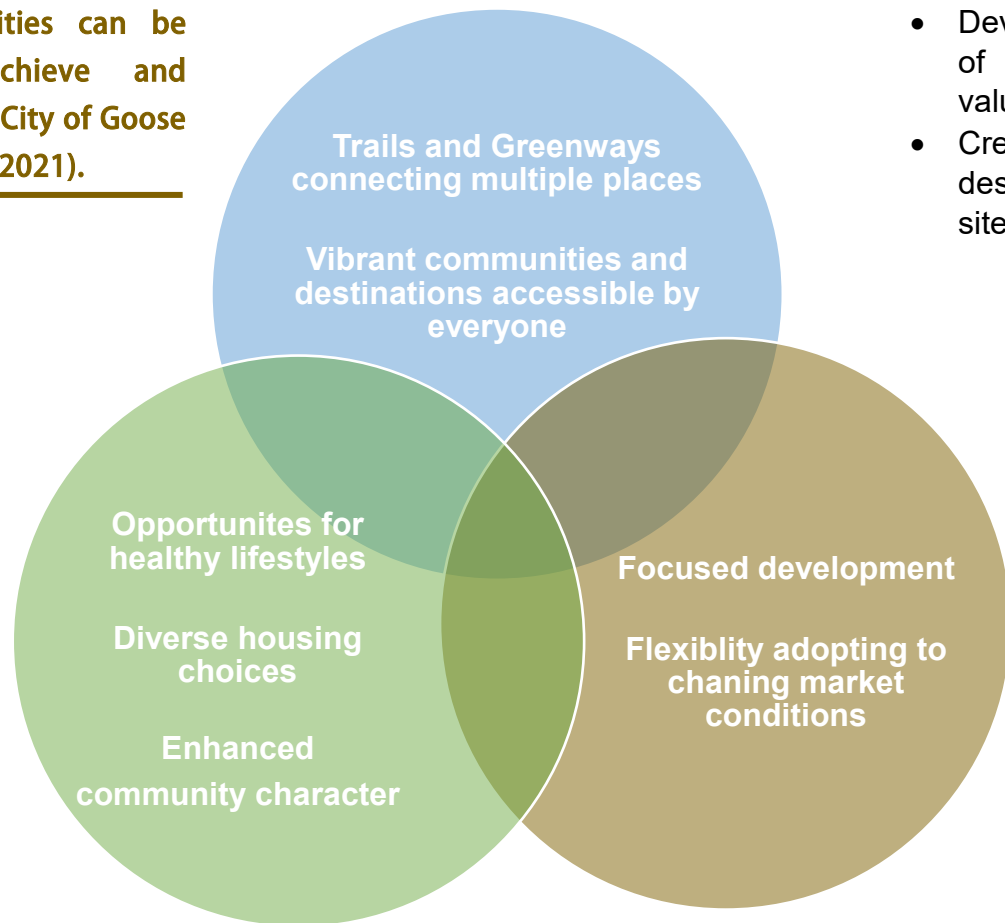 ities can be
chieve and
City of Goose
2021).
Trails and Greenways
connecting multiple places
Vibrant communities and
destinations accessible by
everyone
Opportunites for
healthy lifestyles
Diverse housing
choices
Enhanced
community character
Focused development
Flexiblity adopting to
chaning market
conditions
• Dev
of
valu
• Cre
des
site